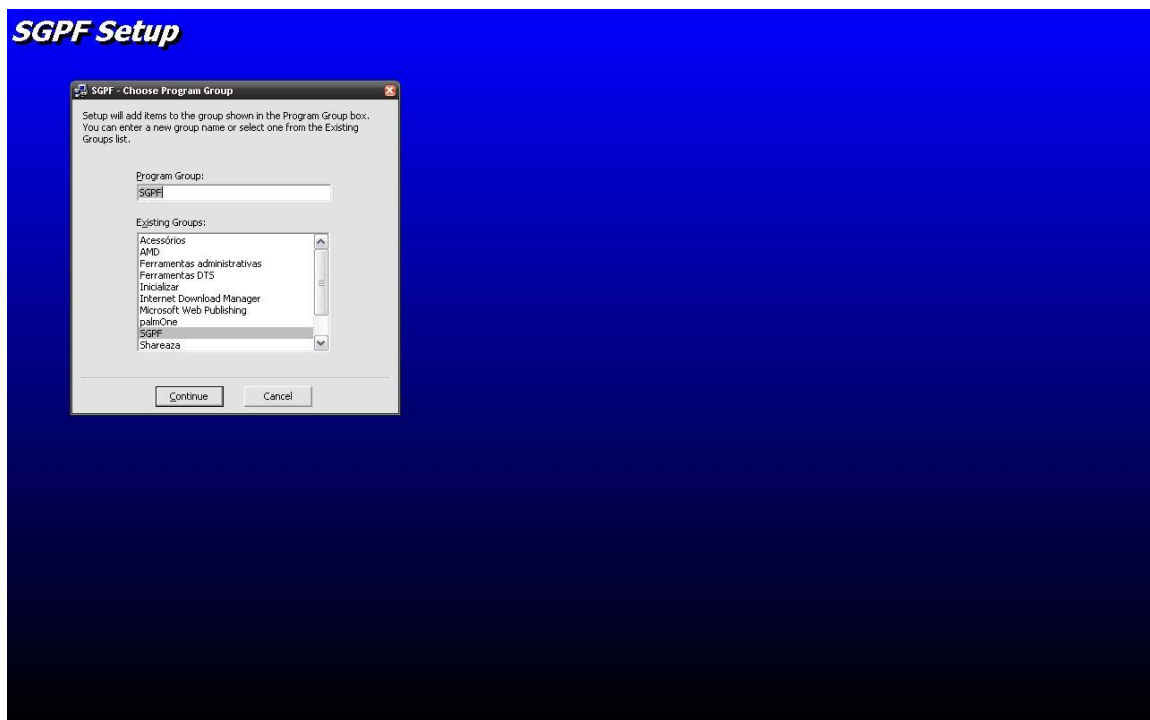 SGPF Setup
SGPF - Choose Program Group
Setup will add items to the group shown in the Program Group box.
You can enter a new group name or select one from the Existing
Groups list.
Program Group:
SGPF
Existing Groups:
Acessórios
AMD
Ferramentas administrativas
Ferramentas DTS
Inicializar
Internet Download Manager
Microsoft Web Publishing
palmOne
SGPF
Shareaza
Continue Cancel